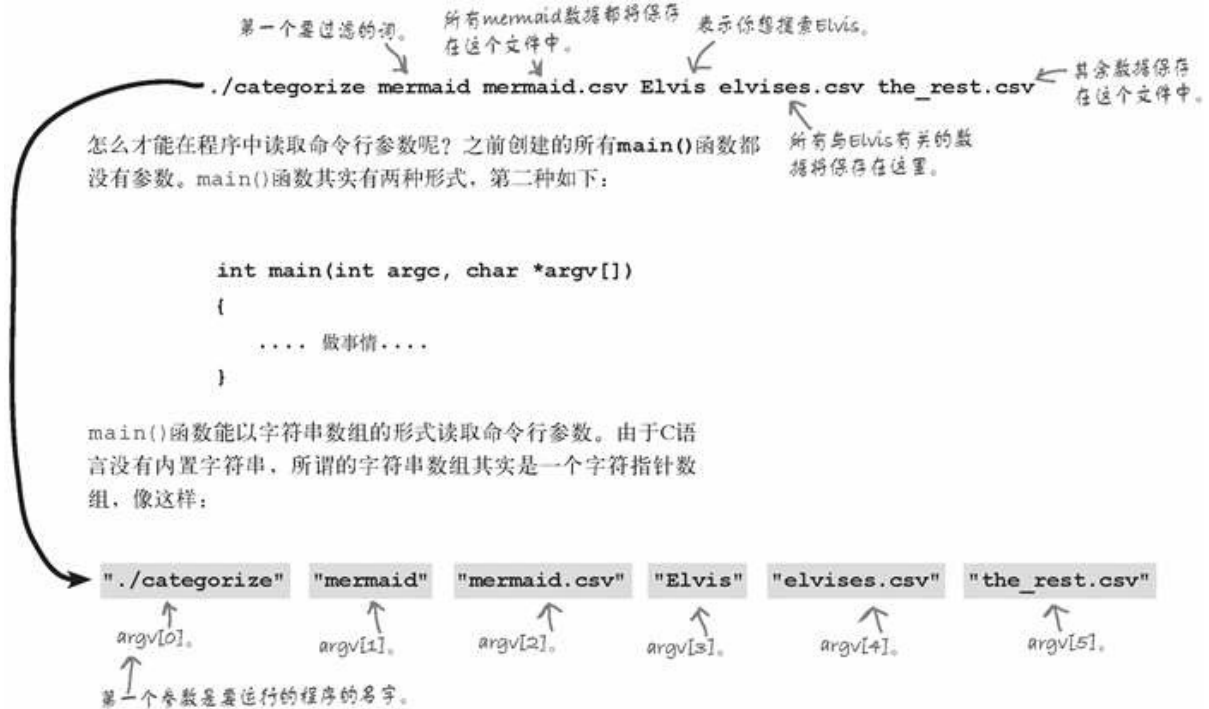 第一个要过滤的词。
所有mermaid数据都将保存
在这个文件中。
表示你想搜索Elvis。
./categorize mermaid mermaid.csv Elvis elvises.csv the_rest.csv
其余数据保存
在这个文件中。
所有与Elvis有关的数
据将保存在这里。
怎么才能在程序中读取命令行参数呢？之前创建的所有main()函数都
没有参数。main()函数其实有两种形式，第二种如下：
int main(int argc, char *argv[])
{
.... 做事情....
}
main()函数能以字符串数组的形式读取命令行参数。由于C语
言没有内置字符串，所谓的字符串数组其实是一个字符指针数
组，像这样：
"./categorize" "mermaid" "mermaid.csv" "Elvis" "elvises.csv" "the_rest.csv"
argv[0]。 argv[1]。 argv[2]。 argv[3]。 argv[4]。 argv[5]。
第一个参数是要运行的程序的名字。